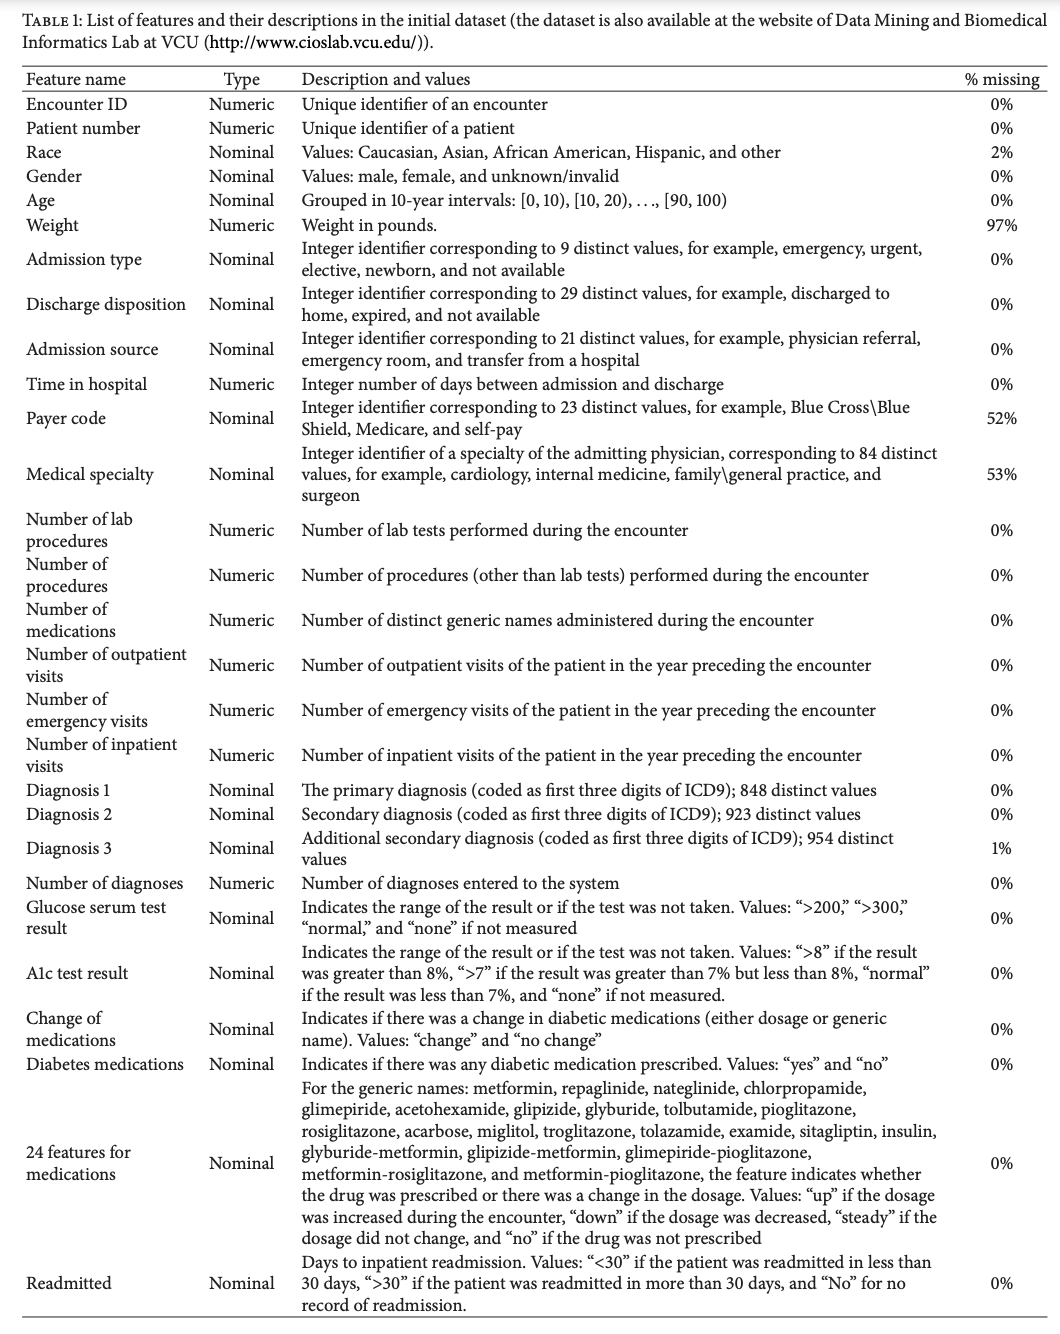 TABLE 1: List of features and their descriptions in the initial dataset (the dataset is also available at the website of Data Mining and Biomedical
Informatics Lab at VCU (http://www.cioslab.vcu.edu/)).
Feature name Type Description and values % missing
Encounter ID Numeric Unique identifier of an encounter 0%
Patient number Numeric Unique identifier of a patient 0%
Race Nominal Values: Caucasian, Asian, African American, Hispanic, and other 2%
Gender Nominal Values: male, female, and unknown/invalid 0%
Age Nominal Grouped in 10-year intervals: [0, 10), [10, 20), …, [90, 100) 0%
Weight Numeric Weight in pounds. 97%
Admission type Nominal Integer identifier corresponding to 9 distinct values, for example, emergency, urgent,
elective, newborn, and not available 0%
Discharge disposition Nominal Integer identifier corresponding to 29 distinct values, for example, discharged to
home, expired, and not available 0%
Admission source Nominal Integer identifier corresponding to 21 distinct values, for example, physician referral,
emergency room, and transfer from a hospital 0%
Time in hospital Numeric Integer number of days between admission and discharge 0%
Payer code Nominal Integer identifier corresponding to 23 distinct values, for example, Blue Cross\Blue
Shield, Medicare, and self-pay 52%
Medical specialty Nominal Integer identifier of a specialty of the admitting physician, corresponding to 84 distinct
values, for example, cardiology, internal medicine, family\general practice, and
surgeon 53%
Number of lab
procedures Numeric Number of lab tests performed during the encounter 0%
Number of
procedures Numeric Number of procedures (other than lab tests) performed during the encounter 0%
Number of
medications Numeric Number of distinct generic names administered during the encounter 0%
Number of outpatient
visits Numeric Number of outpatient visits of the patient in the year preceding the encounter 0%
Number of
emergency visits Numeric Number of emergency visits of the patient in the year preceding the encounter 0%
Number of inpatient
visits Numeric Number of inpatient visits of the patient in the year preceding the encounter 0%
Diagnosis 1 Nominal The primary diagnosis (coded as first three digits of ICD9); 848 distinct values 0%
Diagnosis 2 Nominal Secondary diagnosis (coded as first three digits of ICD9); 923 distinct values 0%
Diagnosis 3 Nominal Additional secondary diagnosis (coded as first three digits of ICD9); 954 distinct
values 1%
Number of diagnoses Numeric Number of diagnoses entered to the system 0%
Glucose serum test
result Nominal Indicates the range of the result or if the test was not taken. Values: “>200,” “>300,”
“normal,” and “none” if not measured 0%
A1c test result Nominal Indicates the range of the result or if the test was not taken. Values: “>8” if the result
was greater than 8%, “>7” if the result was greater than 7% but less than 8%, “normal”
if the result was less than 7%, and “none” if not measured. 0%
Change of
medications Nominal Indicates if there was a change in diabetic medications (either dosage or generic
name). Values: “change” and “no change” 0%
Diabetes medications Nominal Indicates if there was any diabetic medication prescribed. Values: “yes” and “no” 0%
24 features for
medications Nominal For the generic names: metformin, repaglinide, nateglinide, chlorpropamide,
glimepiride, acetohexamide, glipizide, glyburide, tolbutamide, pioglitazone,
rosiglitazone, acarbose, miglitol, troglitazone, tolazamide, examide, sitagliptin, insulin,
glyburide-metformin, glipizide-metformin, glimepiride-pioglitazone,
metformin-rosiglitazone, and metformin-pioglitazone, the feature indicates whether
the drug was prescribed or there was a change in the dosage. Values: “up” if the dosage
was increased during the encounter, “down” if the dosage was decreased, “steady” if the
dosage did not change, and “no” if the drug was not prescribed 0%
Readmitted Nominal Days to inpatient readmission. Values: “<30” if the patient was readmitted in less than
30 days, “>30” if the patient was readmitted in more than 30 days, and “No” for no
record of readmission. 0%